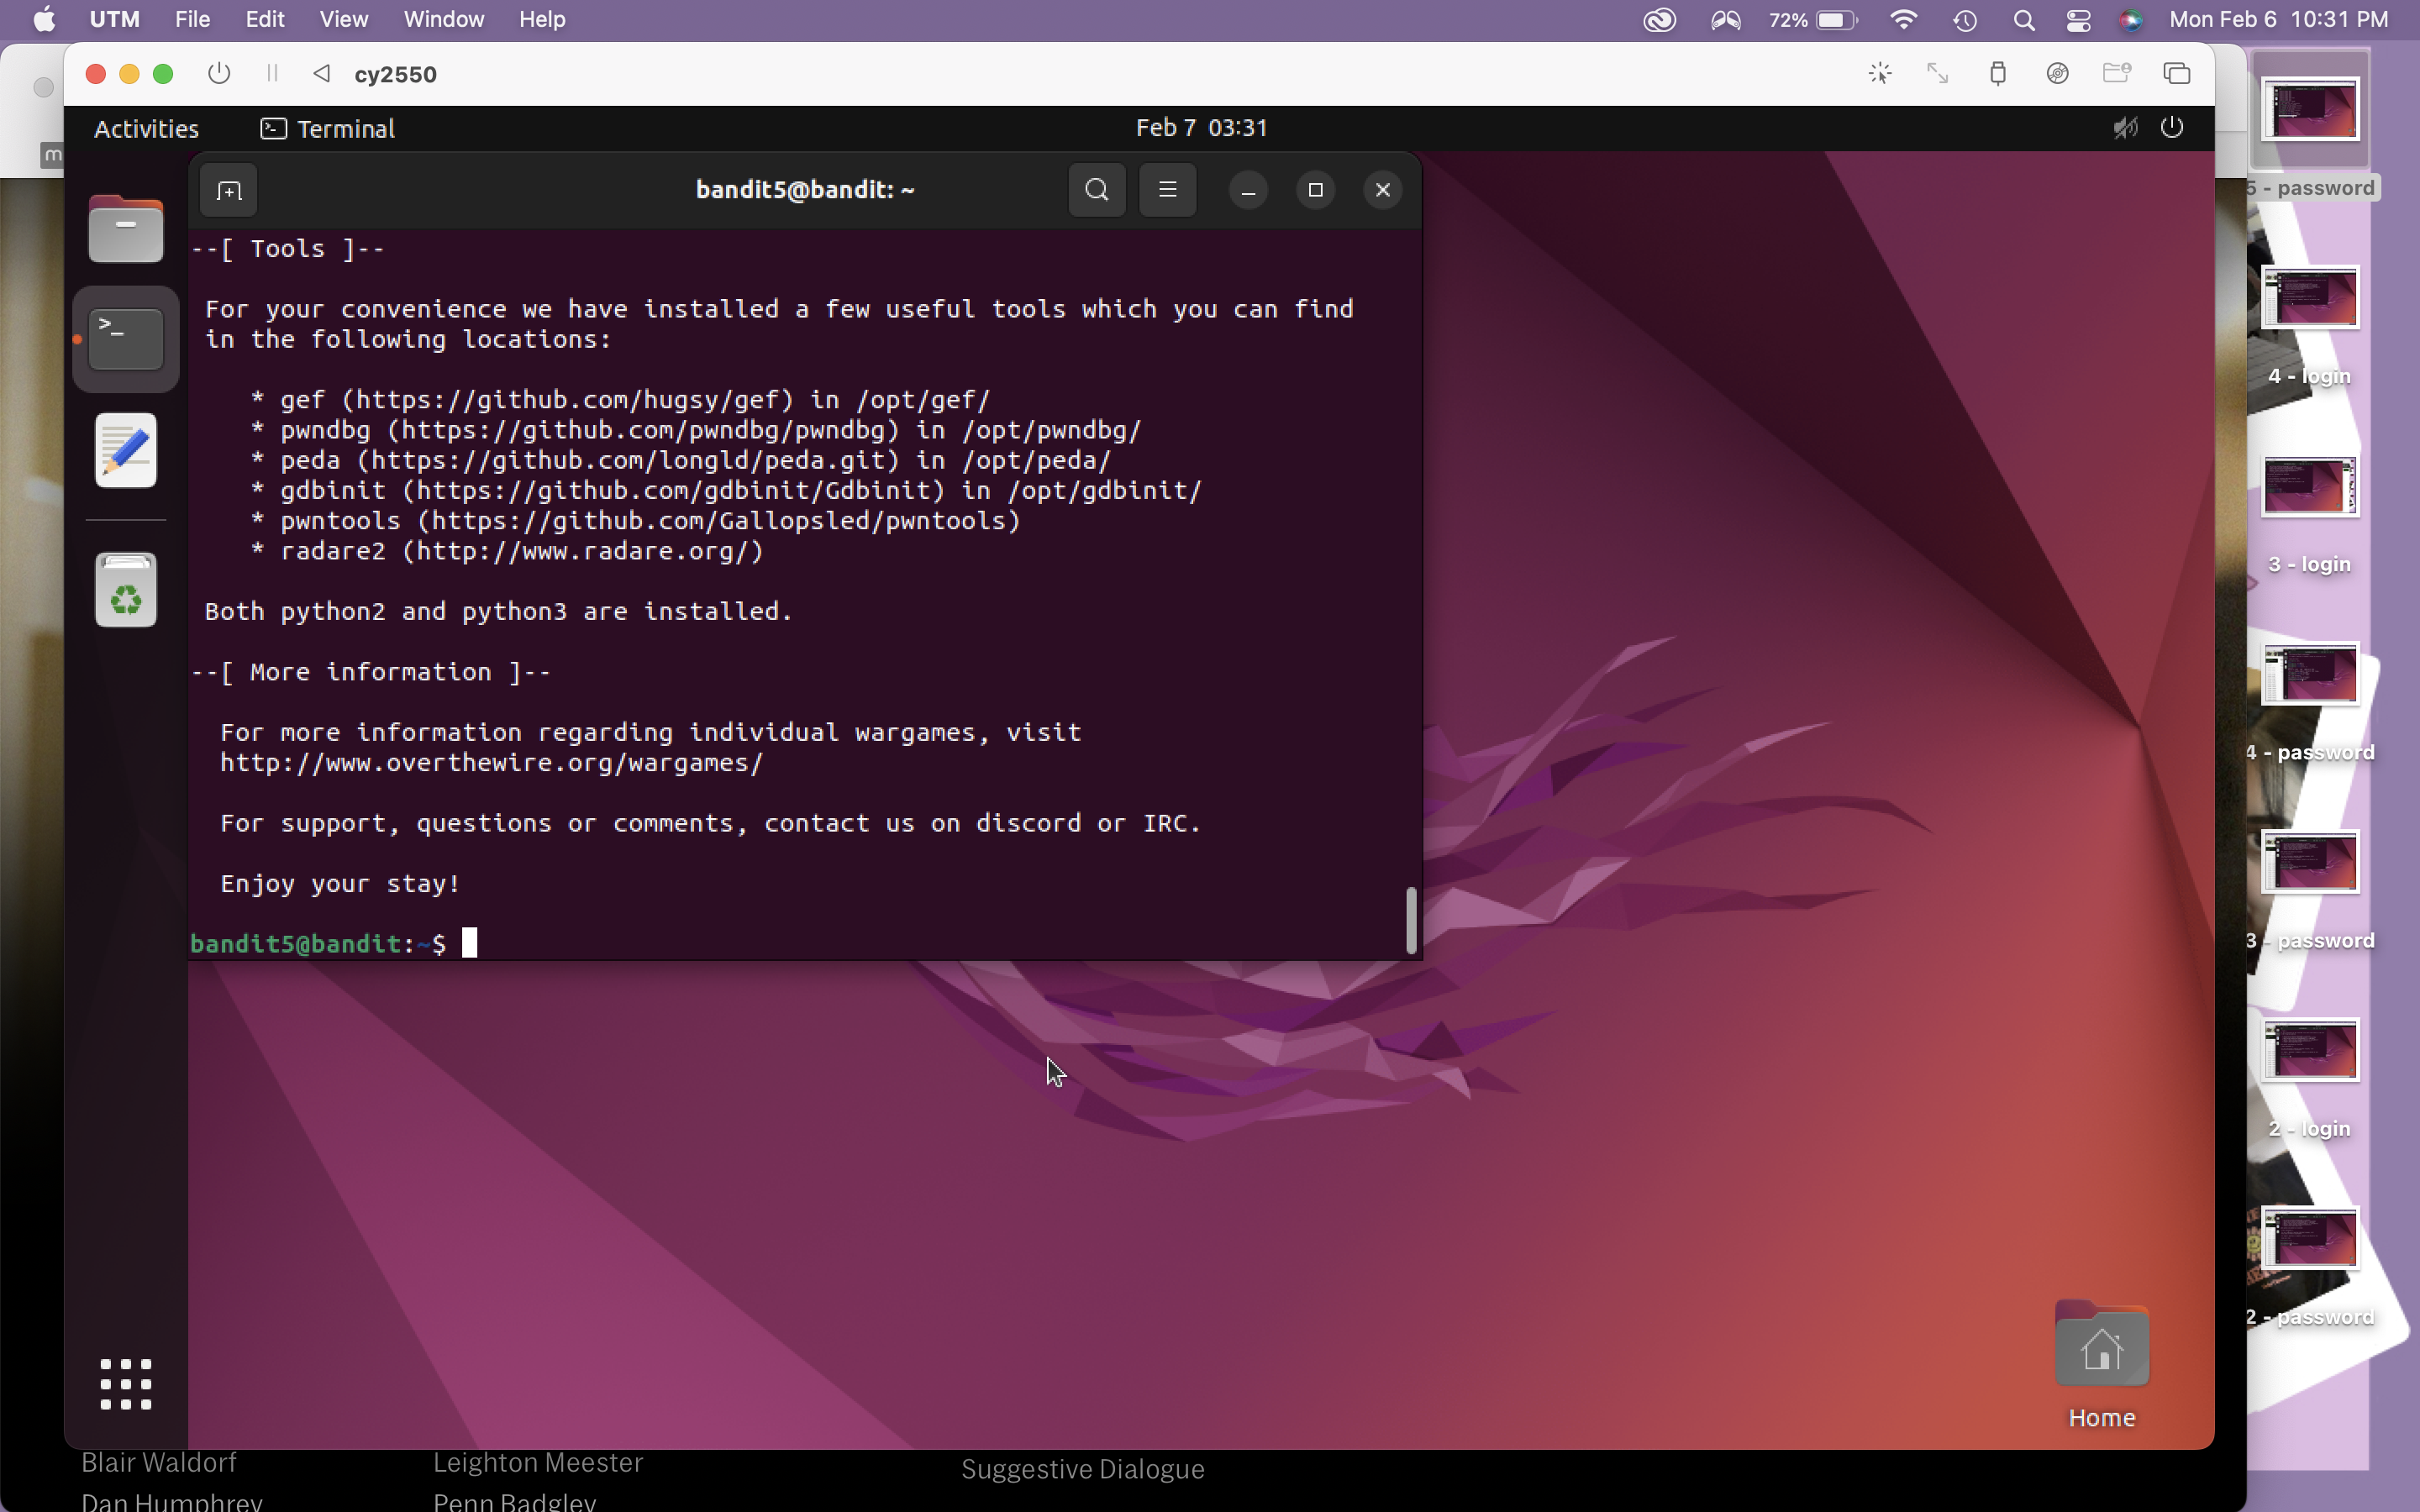 UTM File Edit View Window Help 72% Mon Feb 6 10:31 PM
cy2550
Activities Terminal Feb 7 03:31
bandit5@bandit: ~
--[ Tools ]--
For your convenience we have installed a few useful tools which you can find
in the following locations:
* gef (https://github.com/hugsy/gef) in /opt/gef/
* pwndbg (https://github.com/pwndbg/pwndbg) in /opt/pwndbg/
* peda (https://github.com/longld/peda.git) in /opt/peda/
* gdbinit (https://github.com/gdbinit/Gdbinit) in /opt/gdbinit/
* pwntools (https://github.com/Gallopsled/pwntools)
* radare2 (http://www.radare.org/)
Both python2 and python3 are installed.
--[ More information ]--
For more information regarding individual wargames, visit
http://www.overthewire.org/wargames/
For support, questions or comments, contact us on discord or IRC.
Enjoy your stay!
bandit5@bandit:~$
Home
5 - password
4 - login
3 - login
4 - password
3 - password
2 - login
2 - password
Blair Waldorf Leighton Meester Suggestive Dialogue
Dan Humphrey Penn Badgley